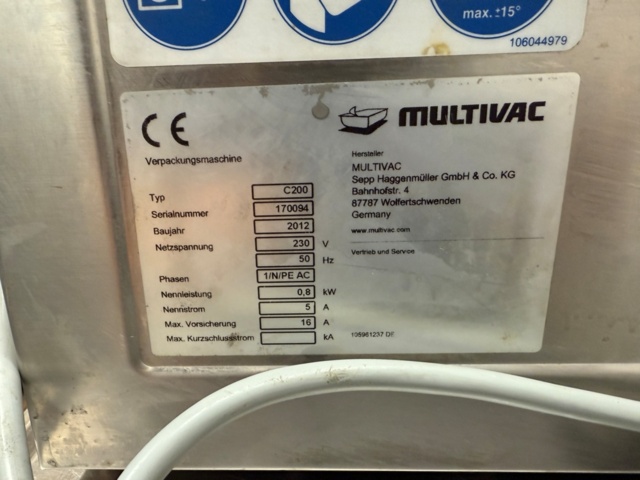 max. ±15°
106044979
CE
MULTIVAC
Verpackungsmaschine
Typ C200
Serialnummer 170094
Baujahr 2012
Netzspannung 230 V
50 Hz
Phasen 1/N/PE AC
Nennleistung 0,8 kW
Nennstrom 5 A
Max. Vorsicherung 16 A
Max. Kurzschlussstrom kA
Hersteller
MULTIVAC
Sepp Haggenmüller GmbH & Co. KG
Bahnhofstr. 4
87787 Wolfertschwenden
Germany
www.multivac.com
Vertrieb und Service
105961237 DE